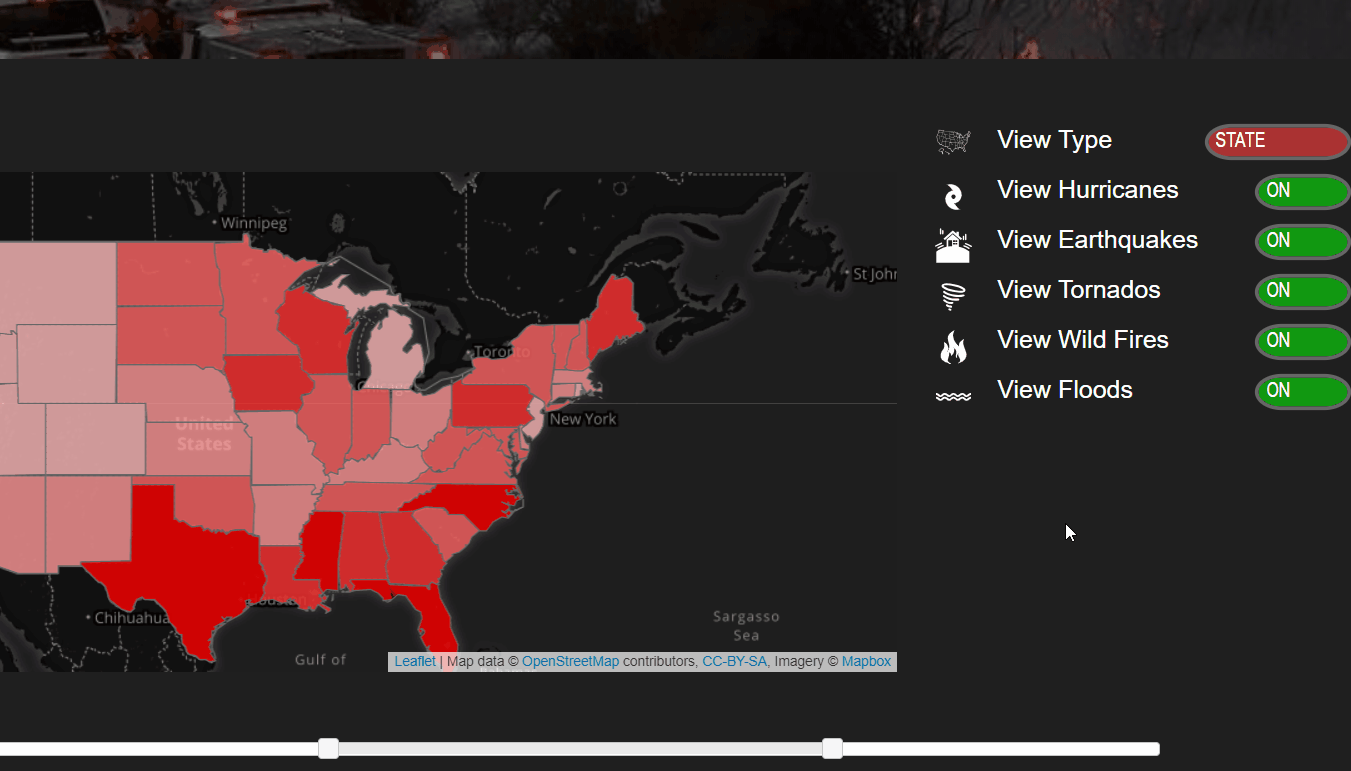 View Type
STATE
View Hurricanes
ON
View Earthquakes
ON
View Tornados
ON
View Wild Fires
ON
View Floods
ON
Winnipeg
St John
Toronto
Chicago
New York
United
States
Houston
Chihuahua
Sargasso
Sea
Gulf of
Leaflet | Map data © OpenStreetMap contributors, CC-BY-SA, Imagery © Mapbox